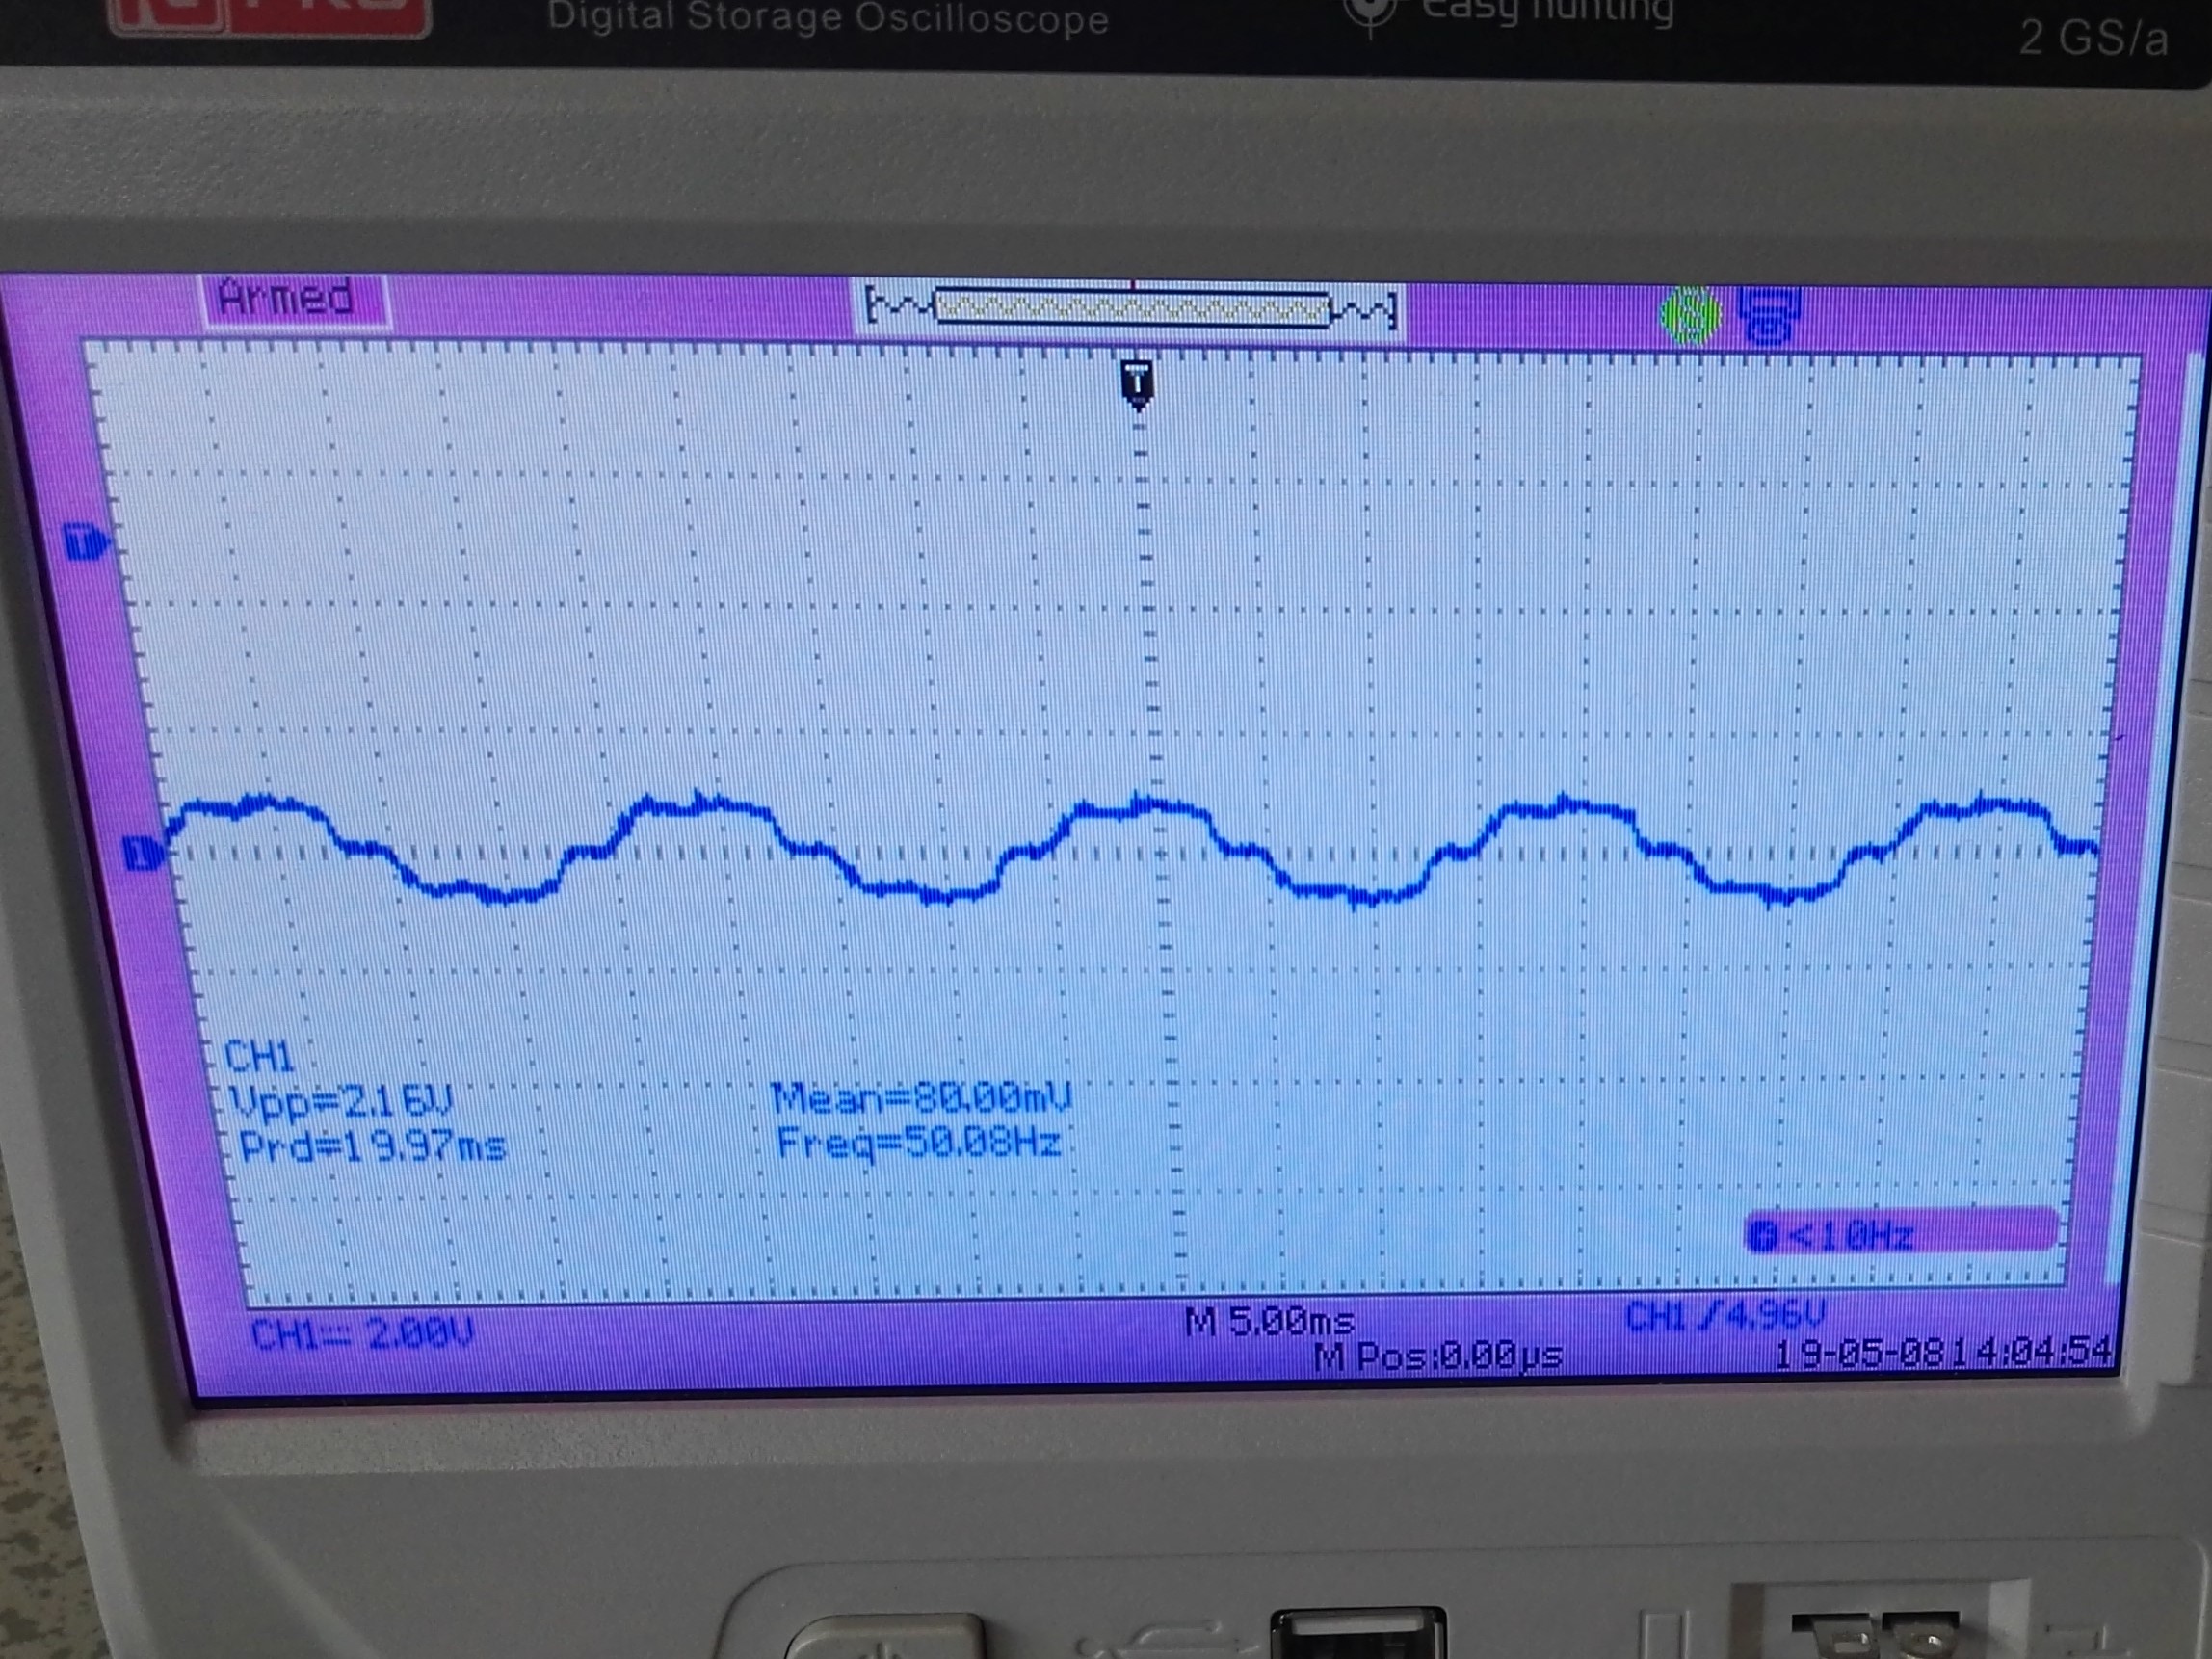 Digital Storage Oscilloscope
easy hunting
2 GS/a
Armed
T
T
1
CH1
Vpp=2.16V
Mean=80.00mV
Prd=19.97ms
Freq=50.08Hz
<10Hz
CH1 2.00V
M 5.00ms
CH1 4.96V
M Pos:0.00µs
19-05-08 14:04:54